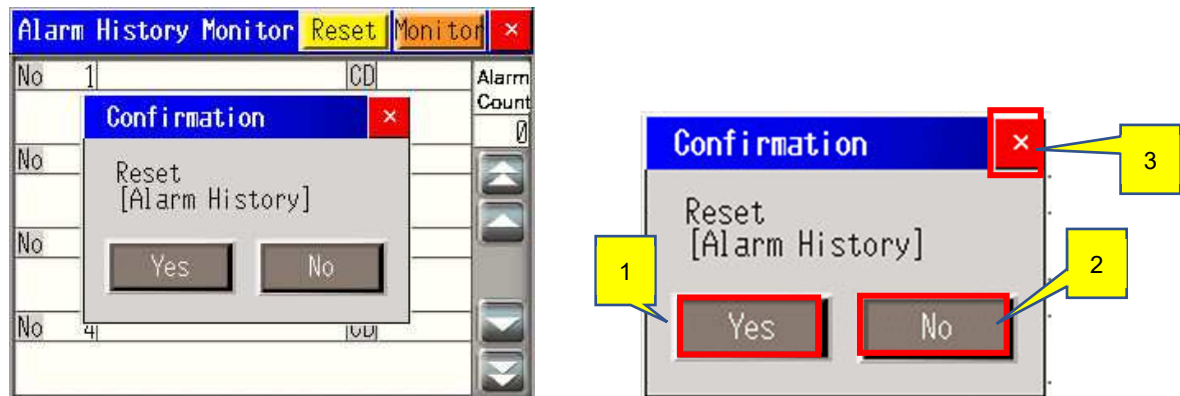 Alarm History Monitor Reset Monitor ×
No 1 CD Alarm
Count
0
Confirmation ×
No
Reset
[Alarm History]
No
Yes No
No 4 CD
Confirmation ×
3
Reset
[Alarm History]
1
2
Yes No